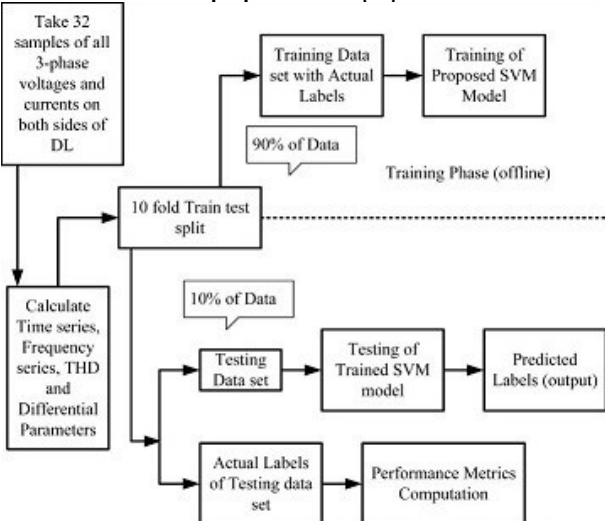 Take 32
samples of all
3-phase
voltages and
currents on
both sides of
DL
Training Data
set with Actual
Labels
Training of
Proposed SVM
Model
90% of Data
Training Phase (offline)
10 fold Train test
split
Calculate
Time series,
Frequency
series, THD
and
Differential
Parameters
10% of Data
Testing
Data set
Testing of
Trained SVM
model
Predicted
Labels (output)
Actual Labels
of Testing data
set
Performance Metrics
Computation